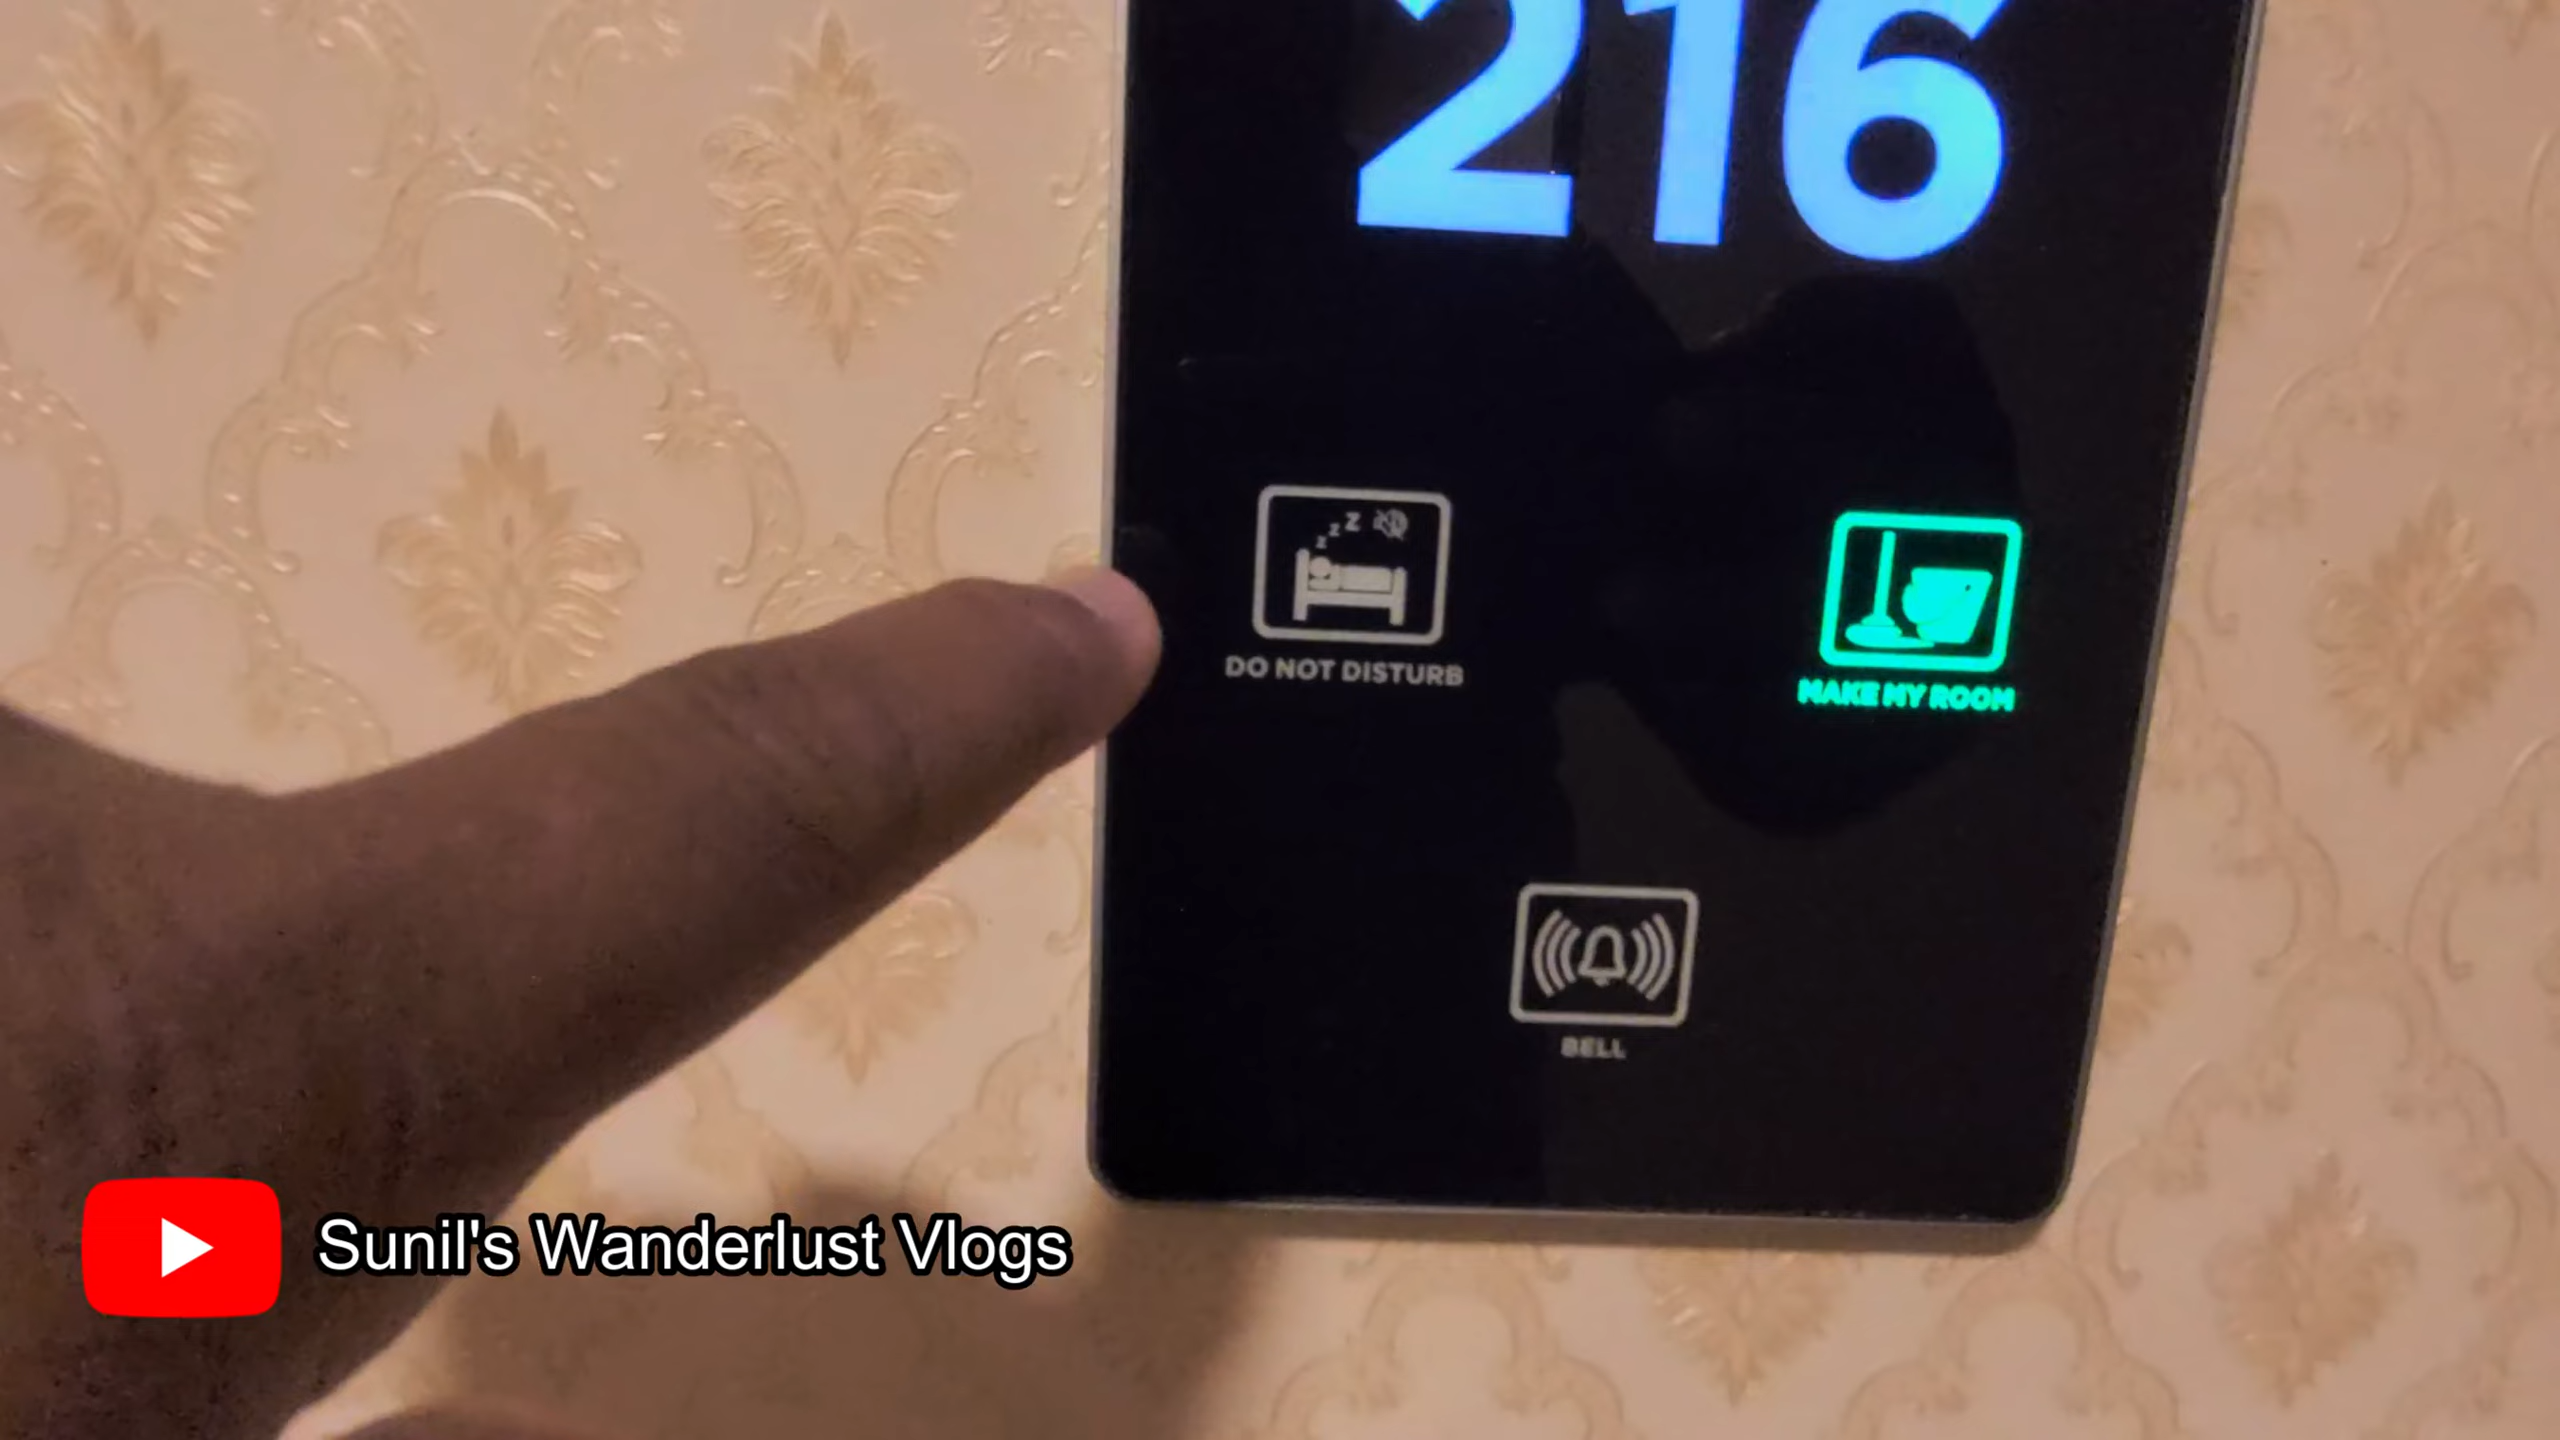 216
z z Z
DO NOT DISTURB
MAKE MY ROOM
BELL
Sunil's Wanderlust Vlogs